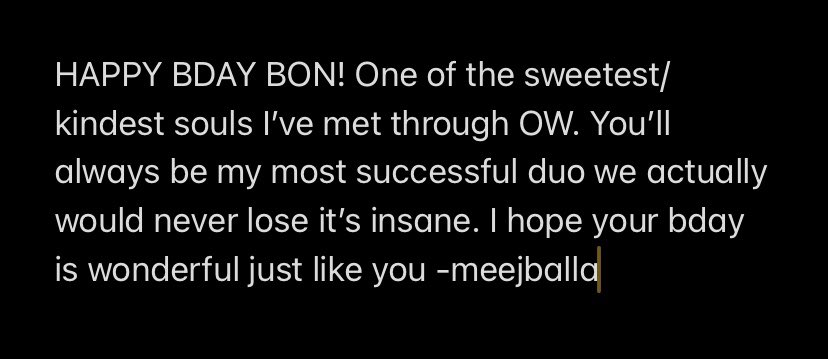 HAPPY BDAY BON! One of the sweetest/
kindest souls I’ve met through OW. You’ll
always be my most successful duo we actually
would never lose it’s insane. I hope your bday
is wonderful just like you -meejballa